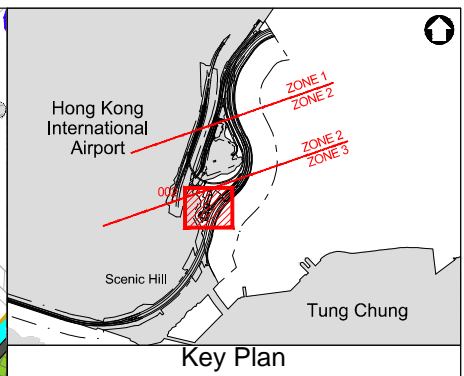 ZONE 1
ZONE 2
Hong Kong
International
Airport
ZONE 2
ZONE 3
Scenic Hill
Tung Chung
Key Plan